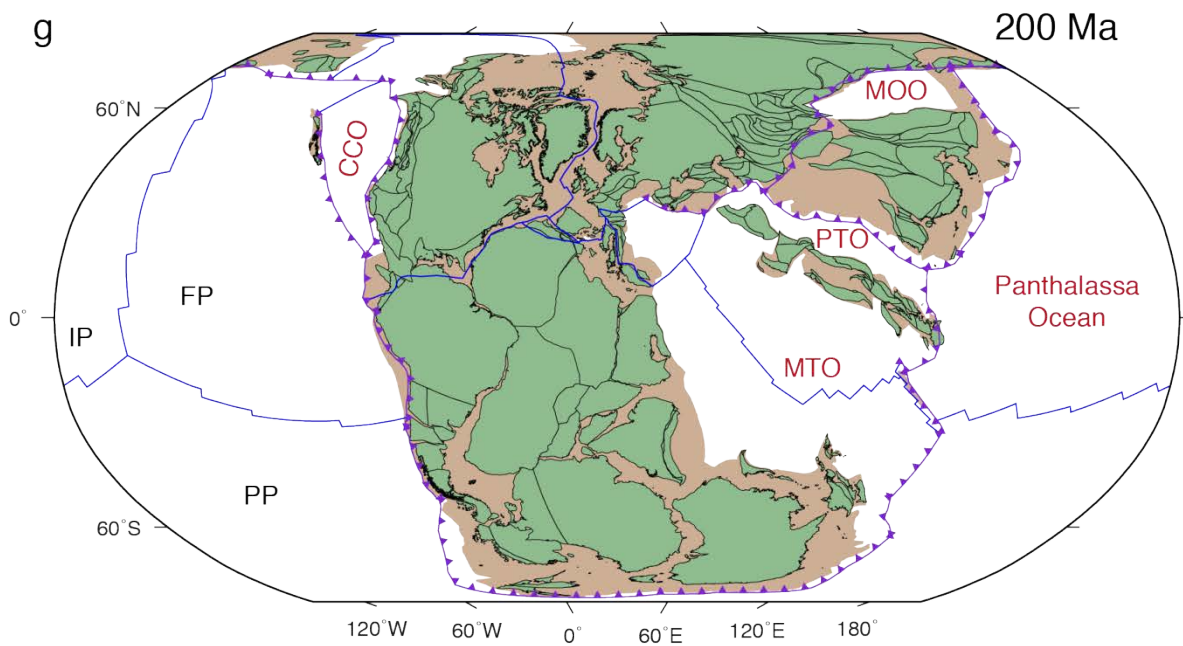 g
200 Ma
60°N
MOO
CCO
PTO
FP
Panthalassa
Ocean
0°
IP
MTO
PP
60°S
120°W
60°W
0°
60°E
120°E
180°